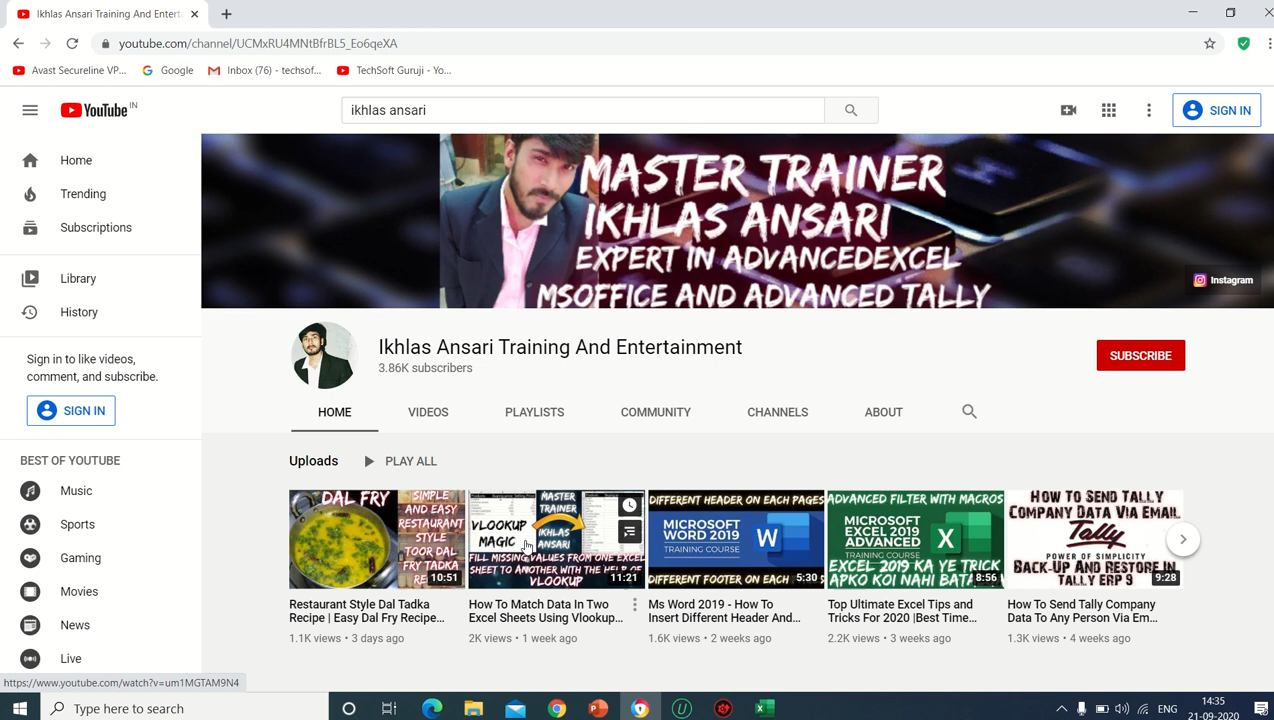 Ikhlas Ansari Training And Entert
youtube.com/channel/UCMxRU4MNtBfrBL5_Eo6qeXA
Avast Secureline VP...
Google
Inbox (76) - techsof...
TechSoft Guruji - Yo...
YouTube IN
ikhlas ansari
SIGN IN
Home
Trending
Subscriptions
Library
History
Sign in to like videos,
comment, and subscribe.
SIGN IN
BEST OF YOUTUBE
Music
Sports
Gaming
Movies
News
Live
MASTER TRAINER
IKHLAS ANSARI
EXPERT IN ADVANCEDEXCEL
MSOFFICE AND ADVANCED TALLY
Instagram
Ikhlas Ansari Training And Entertainment
3.86K subscribers
SUBSCRIBE
HOME
VIDEOS
PLAYLISTS
COMMUNITY
CHANNELS
ABOUT
Uploads
PLAY ALL
DAL FRY
SIMPLE
AND EASY
RESTAURANT
STYLE
TOOR DAL
FRY TADKA
RE
10:51
Restaurant Style Dal Tadka
Recipe | Easy Dal Fry Recipe...
1.1K views • 3 days ago
MASTER
TRAINER
IKHLAS
ANSARI
VLOOKUP
MAGIC
FILL MISSING VALUES FROM ONE EXCEL
SHEET TO ANOTHER WITH THE HELP OF
VLOOKUP
11:21
How To Match Data In Two
Excel Sheets Using Vlookup...
2K views • 1 week ago
DIFFERENT HEADER ON EACH PAGES
MICROSOFT
WORD 2019
TRAINING COURSE
W
DIFFERENT FOOTER ON EACH
5:30
Ms Word 2019 - How To
Insert Different Header And...
1.6K views • 2 weeks ago
ADVANCED FILTER WITH MACROS
MICROSOFT
EXCEL 2019
ADVANCED
TRAINING COURSE
X
EXCEL 2019 KA YE TRICK
APKO KOI NAHI BATA
8:56
Top Ultimate Excel Tips and
Tricks For 2020 |Best Time...
2.2K views • 3 weeks ago
HOW TO SEND TALLY
COMPANY DATA VIA EMAIL
Tally
POWER OF SIMPLICITY
BACK-UP AND RESTORE IN
TALLY ERP 9
9:28
How To Send Tally Company
Data To Any Person Via Em...
1.3K views • 4 weeks ago
https://www.youtube.com/watch?v=um1MGTAM9N4
Type here to search
ENG
14:35
21-09-2020